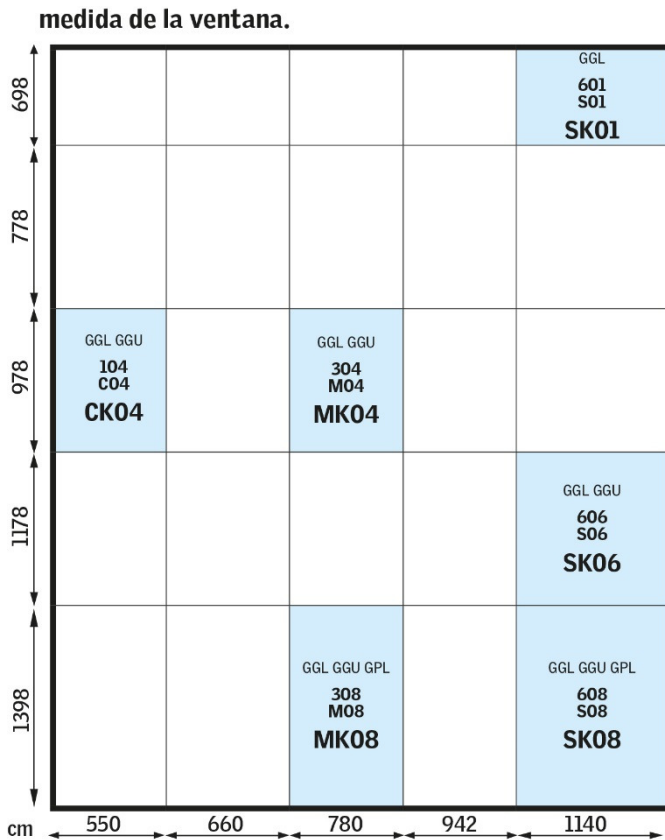 medida de la ventana.
698
GGL
601
S01
SK01
778
978
GGL GGU
104
C04
CK04
GGL GGU
304
M04
MK04
1178
GGL GGU
606
S06
SK06
1398
GGL GGU GPL
308
M08
MK08
GGL GGU GPL
608
S08
SK08
cm 550 660 780 942 1140